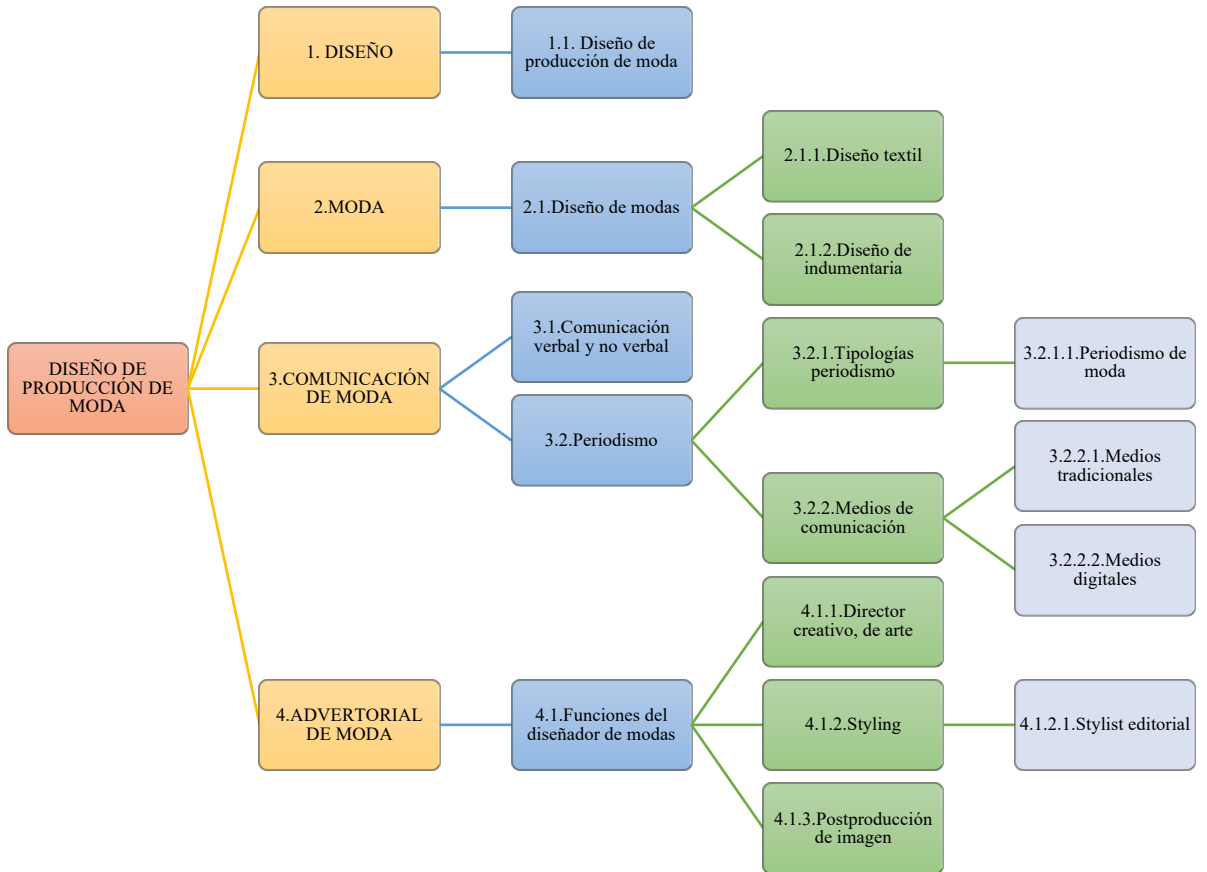 DISEÑO DE
PRODUCCIÓN DE
MODA
1. DISEÑO
1.1. Diseño de
producción de moda
2.MODA
2.1.Diseño de modas
2.1.1.Diseño textil
2.1.2.Diseño de
indumentaria
3.COMUNICACIÓN
DE MODA
3.1.Comunicación
verbal y no verbal
3.2.Periodismo
3.2.1.Tipologías
periodismo
3.2.1.1.Periodismo de
moda
3.2.2.Medios de
comunicación
3.2.2.1.Medios
tradicionales
3.2.2.2.Medios
digitales
4.ADVERTORIAL
DE MODA
4.1.Funciones del
diseñador de modas
4.1.1.Director
creativo, de arte
4.1.2.Styling
4.1.2.1.Stylist editorial
4.1.3.Postproducción
de imagen